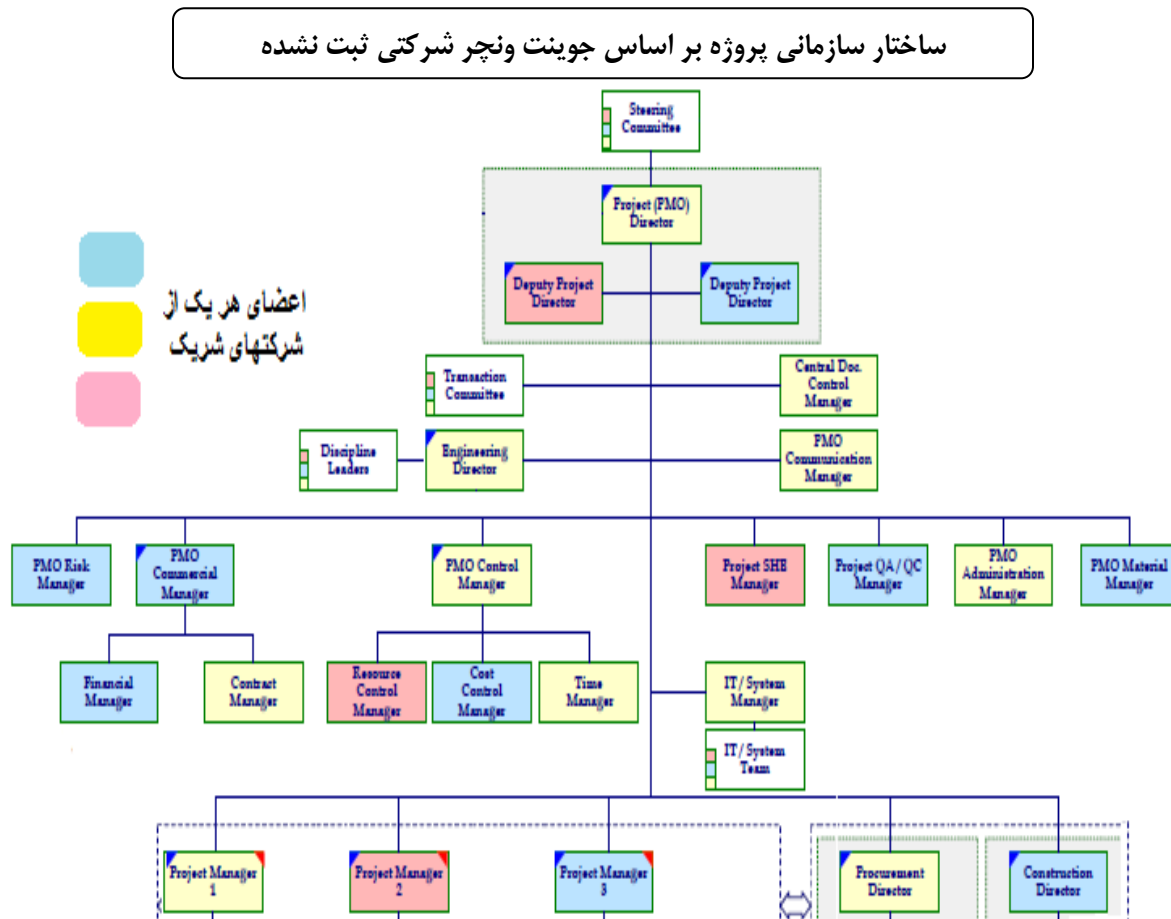 ساختار سازمانی پروژه بر اساس جوینت ونچر شرکتی ثبت نشده
Steering
Committee
Project (PMO)
Director
Deputy Project
Director
Deputy Project
Director
اعضای هر یک از
شرکتهای شریک
Transaction
Committee
Central Doc.
Control
Manager
Discipline
Leaders
Engineering
Director
PMO
Communication
Manager
PMO Risk
Manager
PMO
Commercial
Manager
PMO Control
Manager
Project SHE
Manager
Project QA / QC
Manager
PMO
Administration
Manager
PMO Material
Manager
Financial
Manager
Contract
Manager
Resource
Control
Manager
Cost
Control
Manager
Time
Manager
IT / System
Manager
IT / System
Team
Project Manager
1
Project Manager
2
Project Manager
3
Procurement
Director
Construction
Director